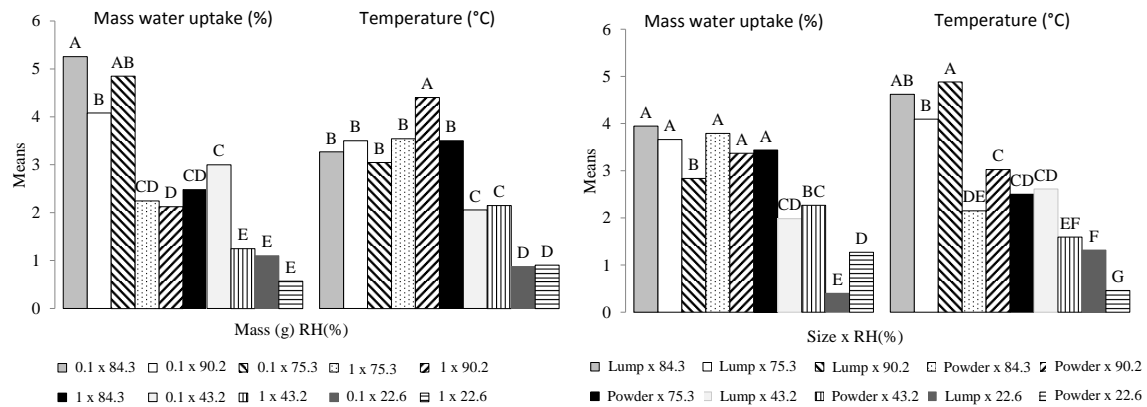 Mass water uptake (%) Temperature (°C)
6
5
4
3
2
1
0
Means
A
B
AB
CD
D
CD
C
E
E
E
B
B
B
B
A
B
C
C
D
D
Mass (g) RH(%)
0.1 x 84.3 0.1 x 90.2 0.1 x 75.3 1 x 75.3 1 x 90.2
1 x 84.3 0.1 x 43.2 1 x 43.2 0.1 x 22.6 1 x 22.6
Mass water uptake (%) Temperature (°C)
6
5
4
3
2
1
0
Means
A
A
B
A
A
A
CD
BC
E
D
AB
B
A
DE
C
CD
CD
EF
F
G
Size x RH(%)
Lump x 84.3 Lump x 75.3 Lump x 90.2 Powder x 84.3 Powder x 90.2
Powder x 75.3 Lump x 43.2 Powder x 43.2 Lump x 22.6 Powder x 22.6